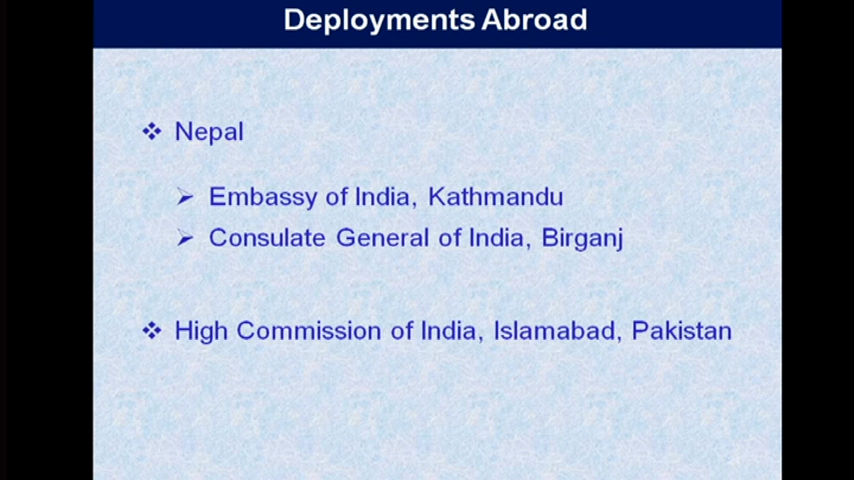 Deployments Abroad
❖ Nepal
➢ Embassy of India, Kathmandu
➢ Consulate General of India, Birganj
❖ High Commission of India, Islamabad, Pakistan